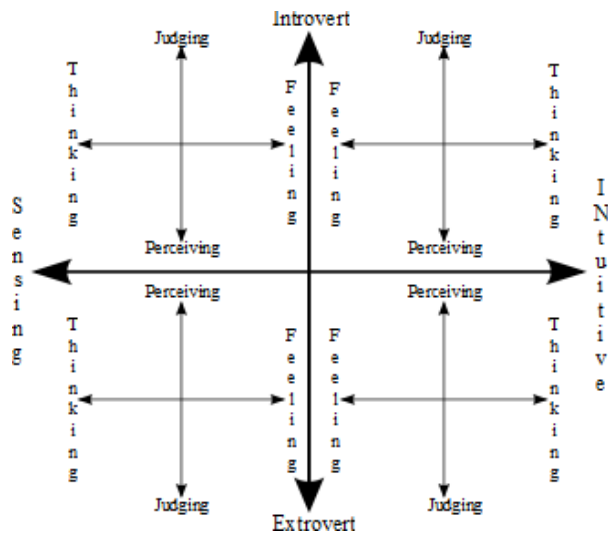 Introvert
Judging
Judging
Thinking
Feeling
Feeling
Thinking
Sensing
INtuitive
Perceiving
Perceiving
Perceiving
Perceiving
Thinking
Feeling
Feeling
Thinking
Judging
Judging
Extrovert